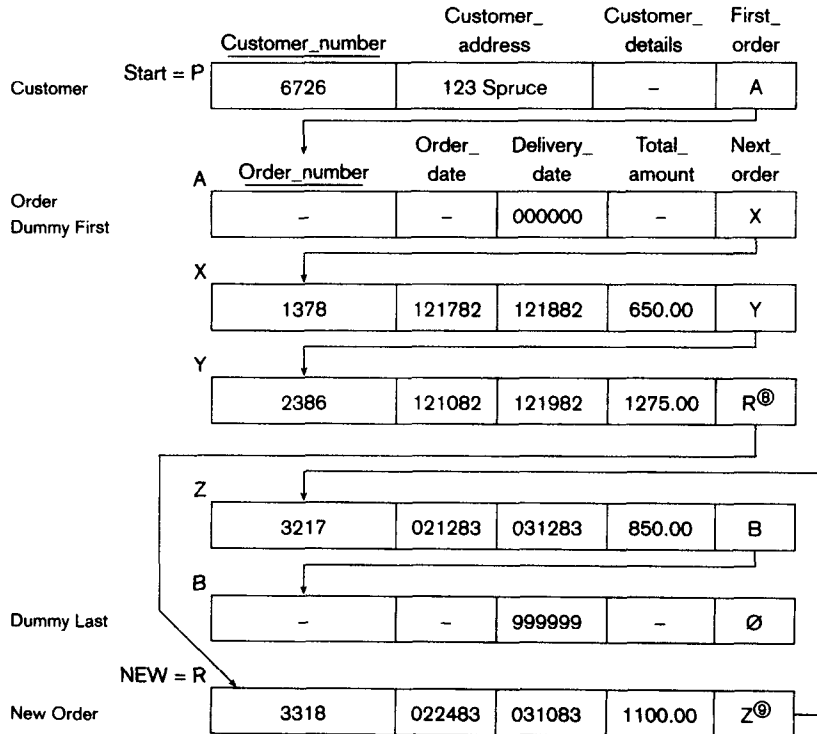 Customer_ Customer_ First_
Customer_number address details order
Customer Start = P 6726 123 Spruce – A
Order_ Delivery_ Total_ Next_
A Order_number date date amount order
Order
Dummy First – – 000000 – X
X
1378 121782 121882 650.00 Y
Y
2386 121082 121982 1275.00 R⑧
Z
3217 021283 031283 850.00 B
B
Dummy Last – – 999999 – Ø
NEW = R
New Order 3318 022483 031083 1100.00 Z⑨